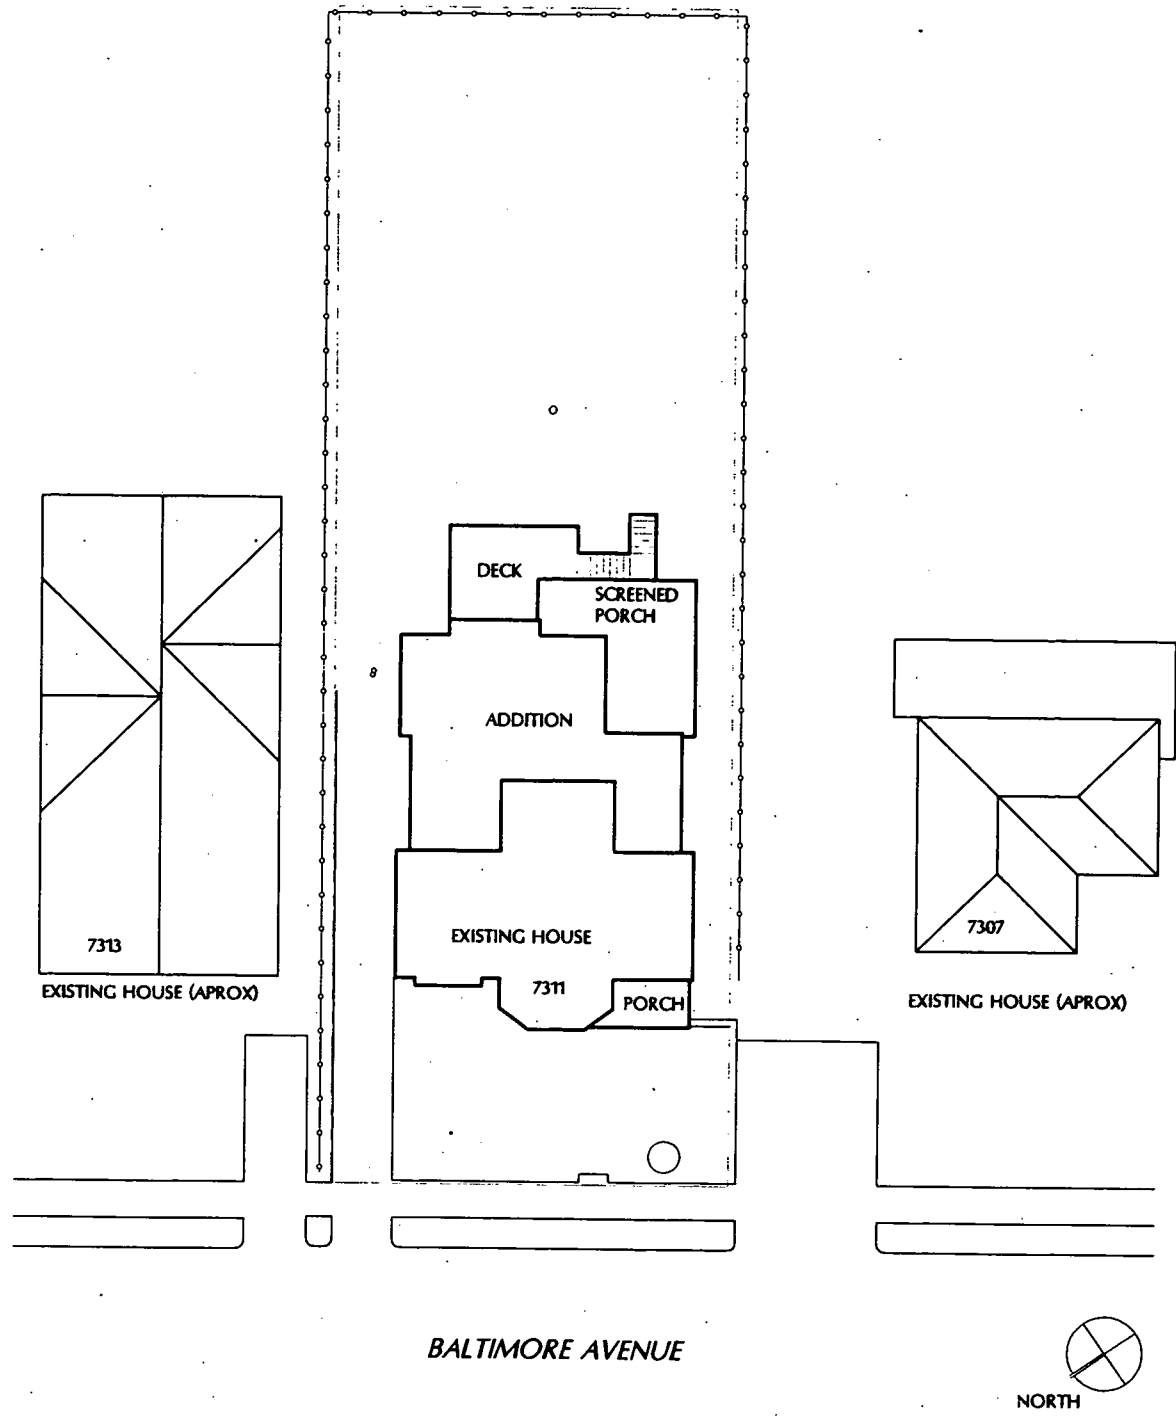 DECK
SCREENED
PORCH
ADDITION
EXISTING HOUSE
7311
PORCH
7313
EXISTING HOUSE (APROX)
7307
EXISTING HOUSE (APROX)
BALTIMORE AVENUE
NORTH